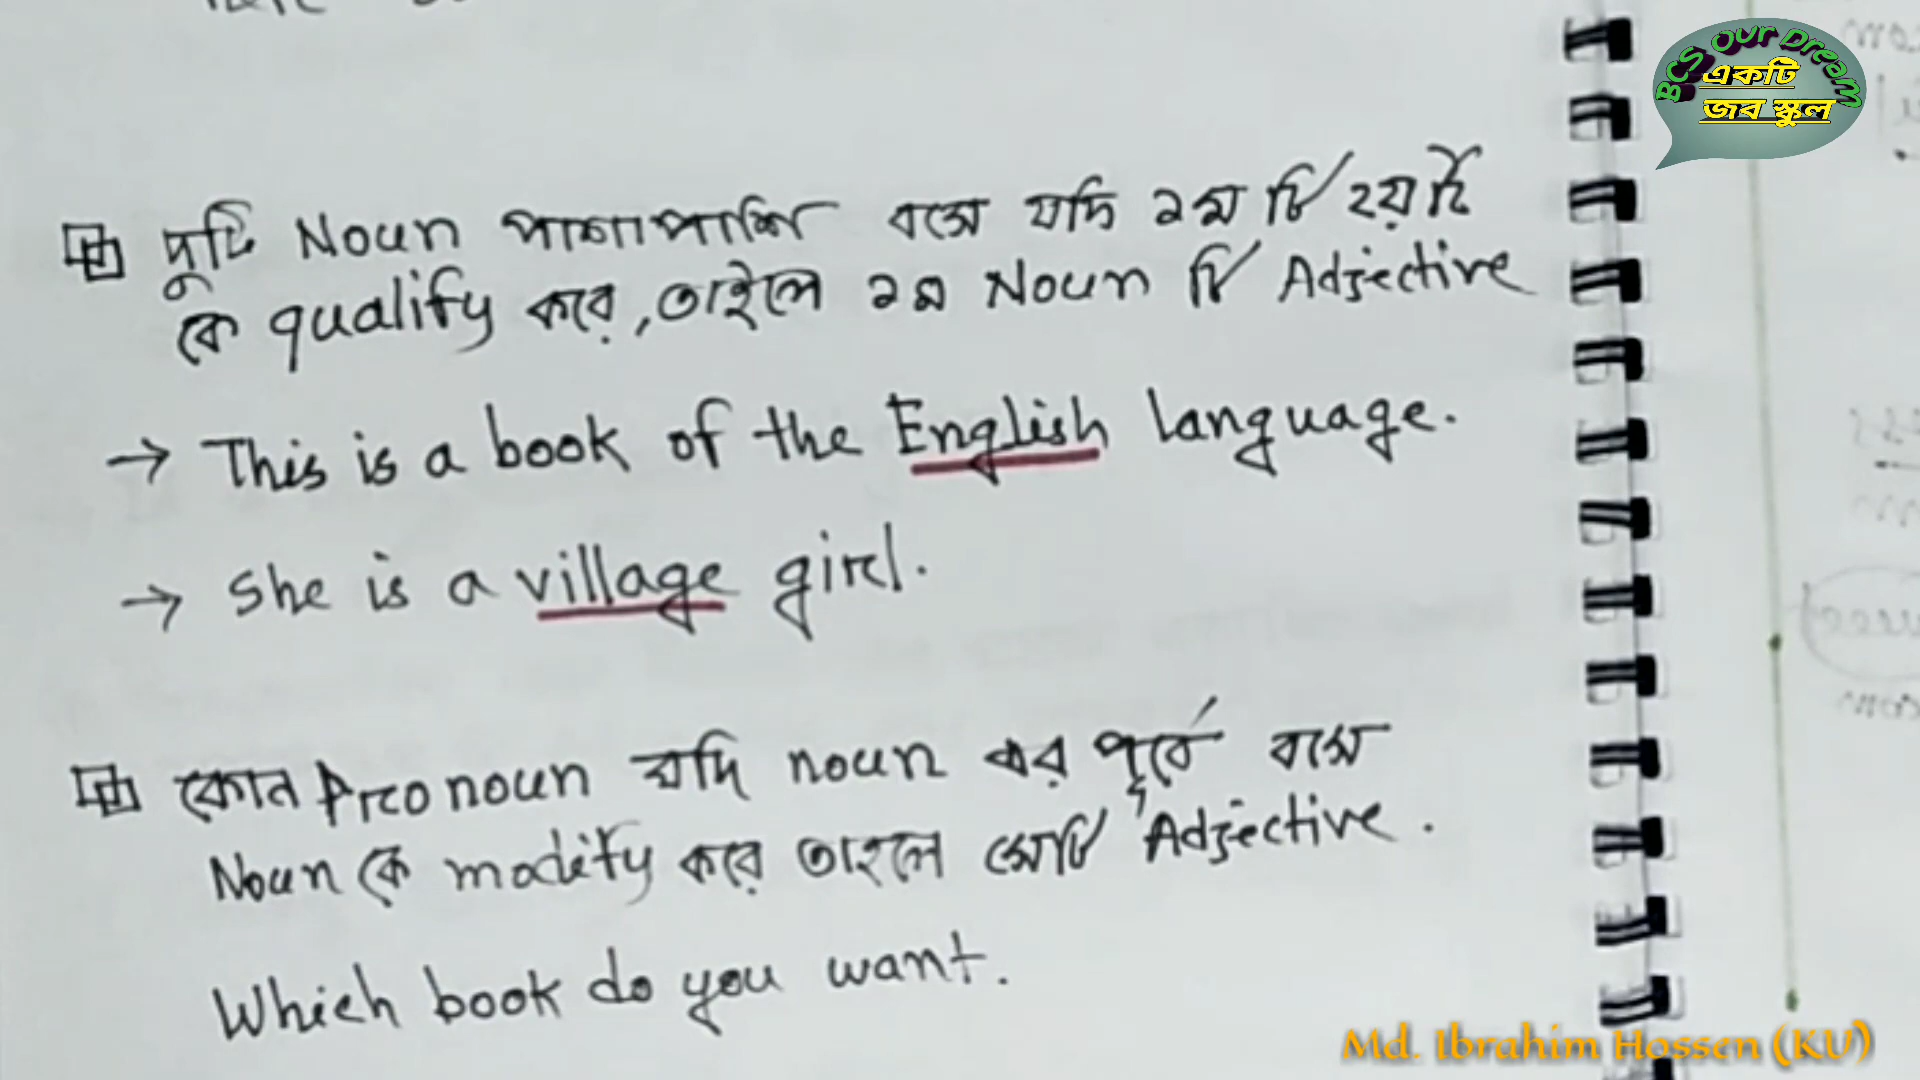 BCS Our Dream
একটি
জব স্কুল
দুটি Noun পাশাপাশি বসে যদি ১ম টি ২য় টি
কে qualify করে, তাহলে ১ম Noun টি Adjective
→ This is a book of the English language.
→ She is a village girl.
কোন Pronoun যদি noun এর পূর্বে বসে
Noun কে modify করে তাহলে সেটি Adjective.
Which book do you want.
Md. Ibrahim Hossen (KU)